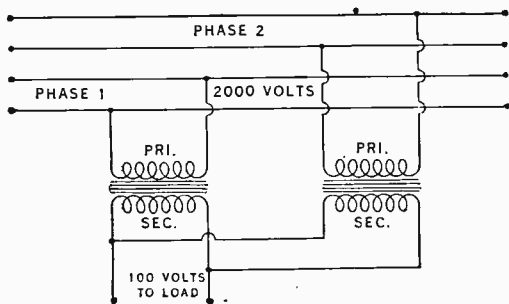 PHASE 2
PHASE 1
2000 VOLTS
PRI.
PRI.
SEC.
SEC.
100 VOLTS
TO LOAD